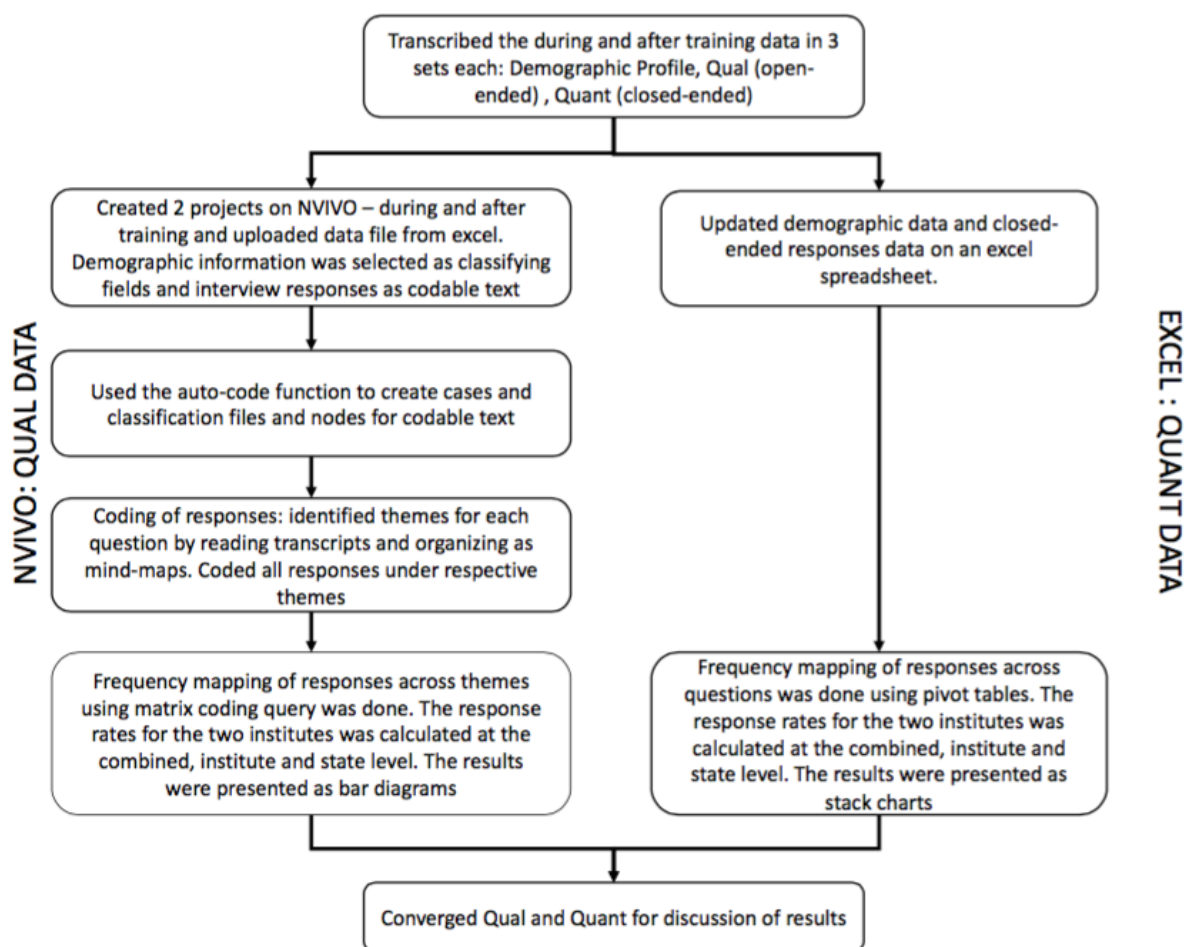 Transcribed the during and after training data in 3
sets each: Demographic Profile, Qual (open-
ended) , Quant (closed-ended)
NVIVO: QUAL DATA
Created 2 projects on NVIVO – during and after
training and uploaded data file from excel.
Demographic information was selected as classifying
fields and interview responses as codable text
Used the auto-code function to create cases and
classification files and nodes for codable text
Coding of responses: identified themes for each
question by reading transcripts and organizing as
mind-maps. Coded all responses under respective
themes
Frequency mapping of responses across themes
using matrix coding query was done. The response
rates for the two institutes was calculated at the
combined, institute and state level. The results
were presented as bar diagrams
EXCEL : QUANT DATA
Updated demographic data and closed-
ended responses data on an excel
spreadsheet.
Frequency mapping of responses across
questions was done using pivot tables. The
response rates for the two institutes was
calculated at the combined, institute and
state level. The results were presented as
stack charts
Converged Qual and Quant for discussion of results